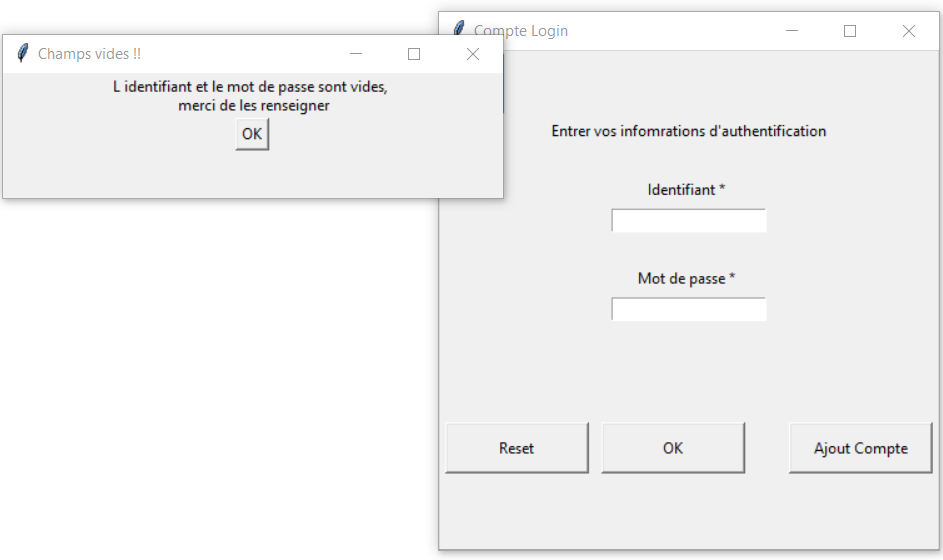 Champs vides !!
L identifiant et le mot de passe sont vides,
merci de les renseigner
OK
Compte Login
Entrer vos infomrations d'authentification
Identifiant *
Mot de passe *
Reset
OK
Ajout Compte